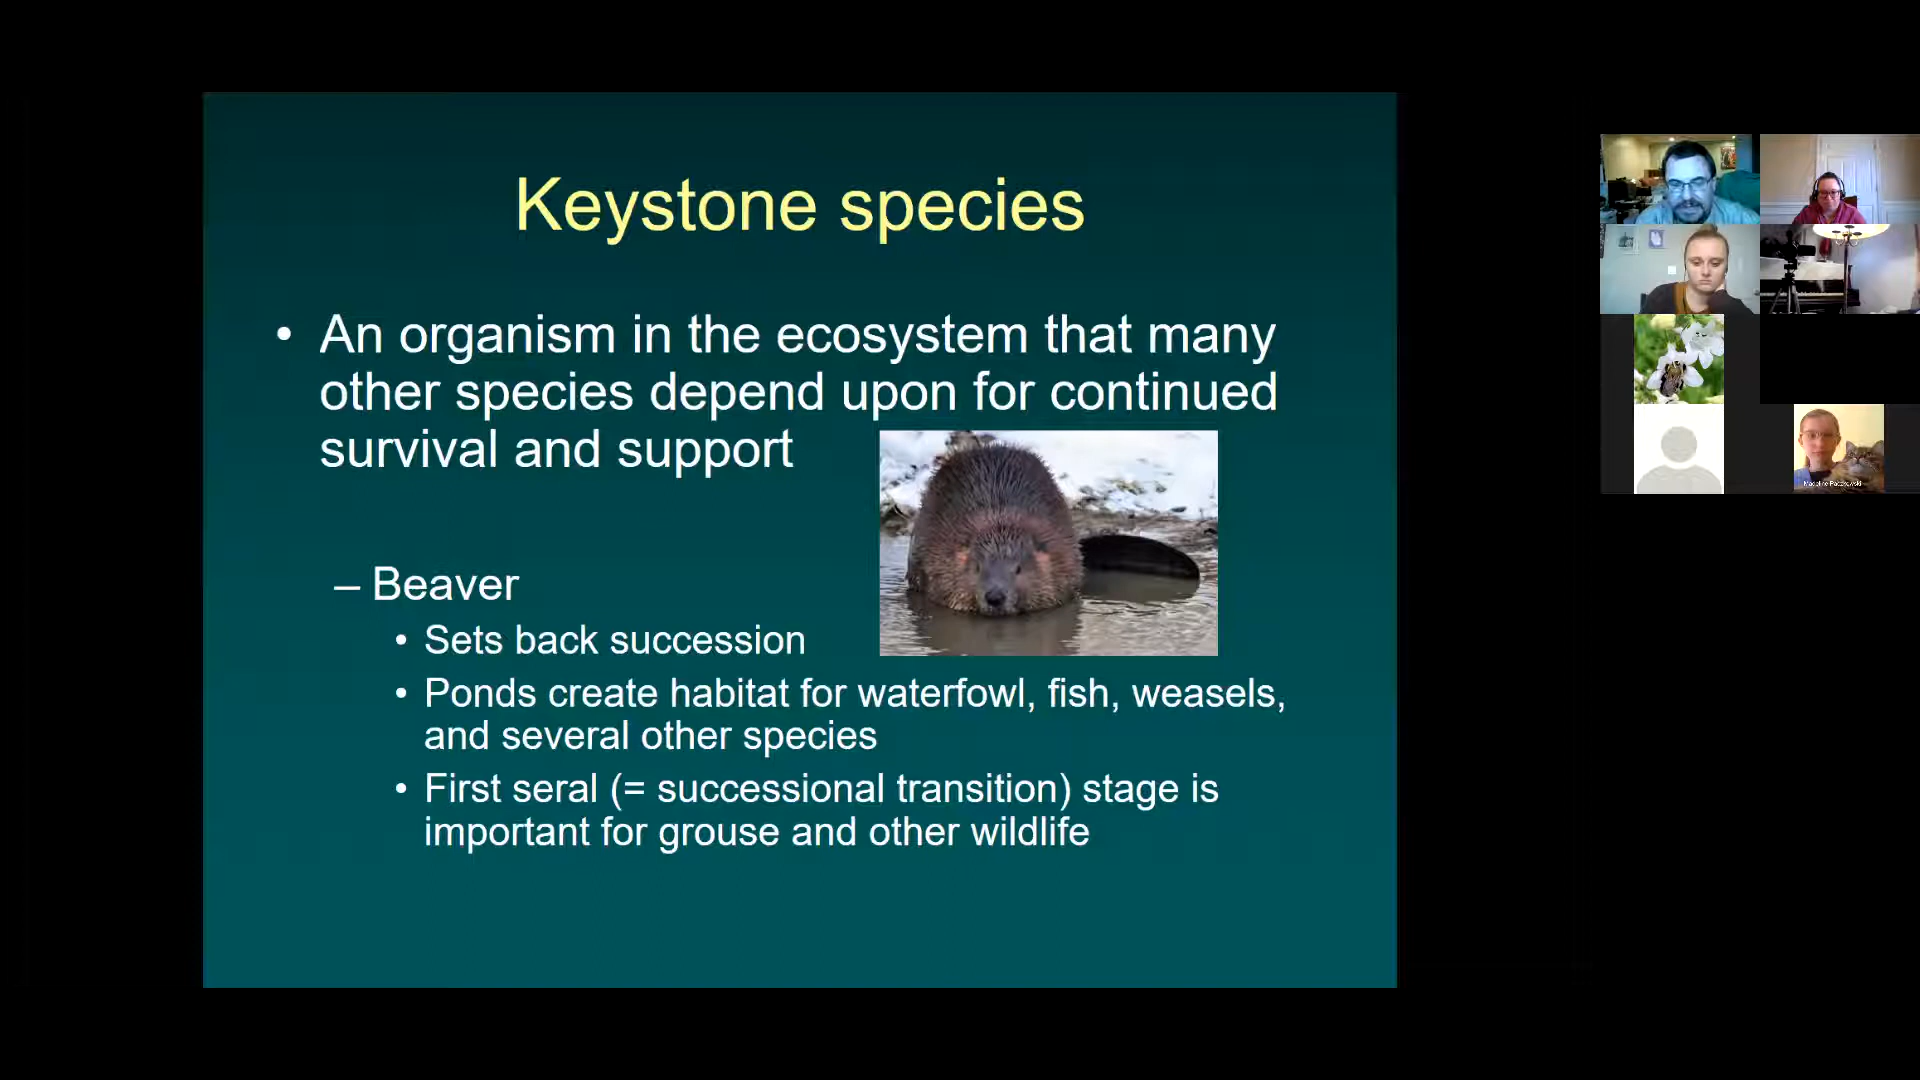 Keystone species
• An organism in the ecosystem that many
other species depend upon for continued
survival and support
– Beaver
• Sets back succession
• Ponds create habitat for waterfowl, fish, weasels,
and several other species
• First seral (= successional transition) stage is
important for grouse and other wildlife